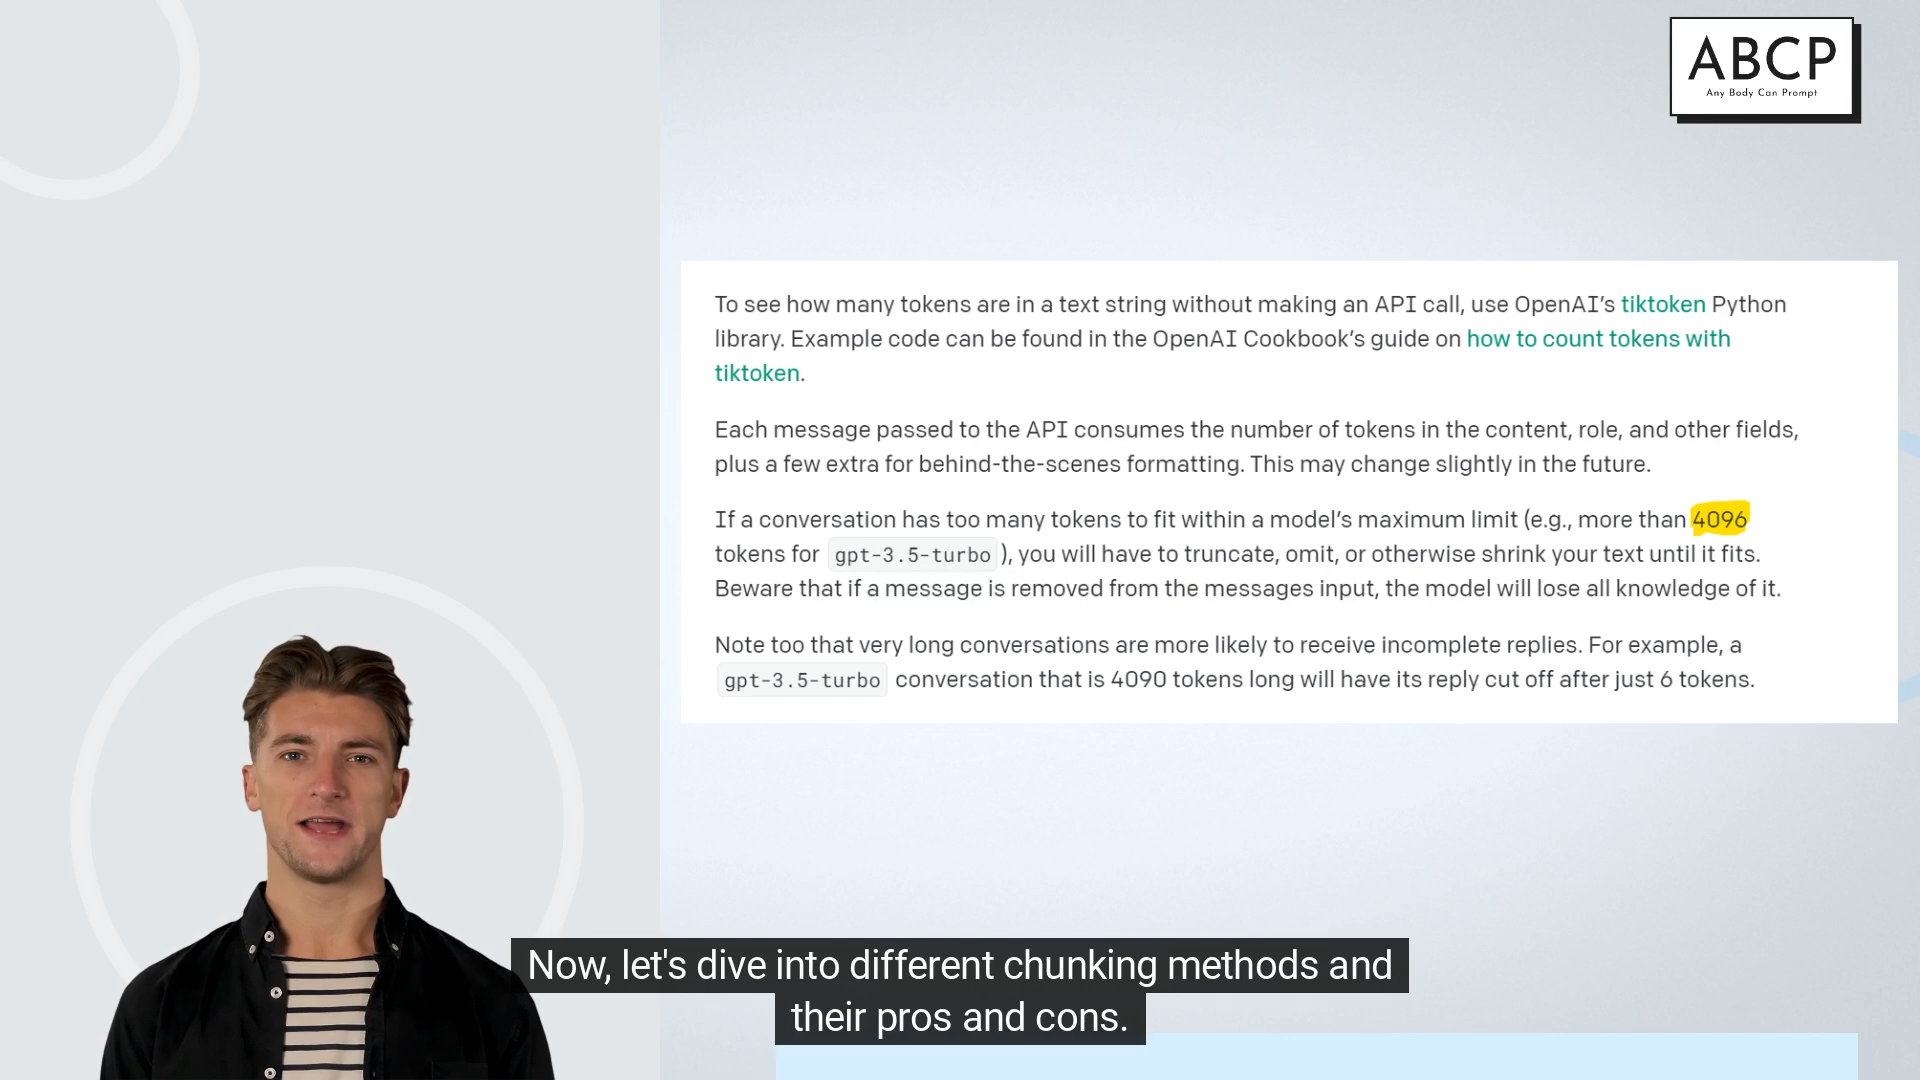 ABCP
Any Body Can Prompt
To see how many tokens are in a text string without making an API call, use OpenAI's tiktoken Python
library. Example code can be found in the OpenAI Cookbook's guide on how to count tokens with
tiktoken.
Each message passed to the API consumes the number of tokens in the content, role, and other fields,
plus a few extra for behind-the-scenes formatting. This may change slightly in the future.
If a conversation has too many tokens to fit within a model's maximum limit (e.g., more than 4096
tokens for gpt-3.5-turbo ), you will have to truncate, omit, or otherwise shrink your text until it fits.
Beware that if a message is removed from the messages input, the model will lose all knowledge of it.
Note too that very long conversations are more likely to receive incomplete replies. For example, a
gpt-3.5-turbo conversation that is 4090 tokens long will have its reply cut off after just 6 tokens.
Now, let's dive into different chunking methods and
their pros and cons.